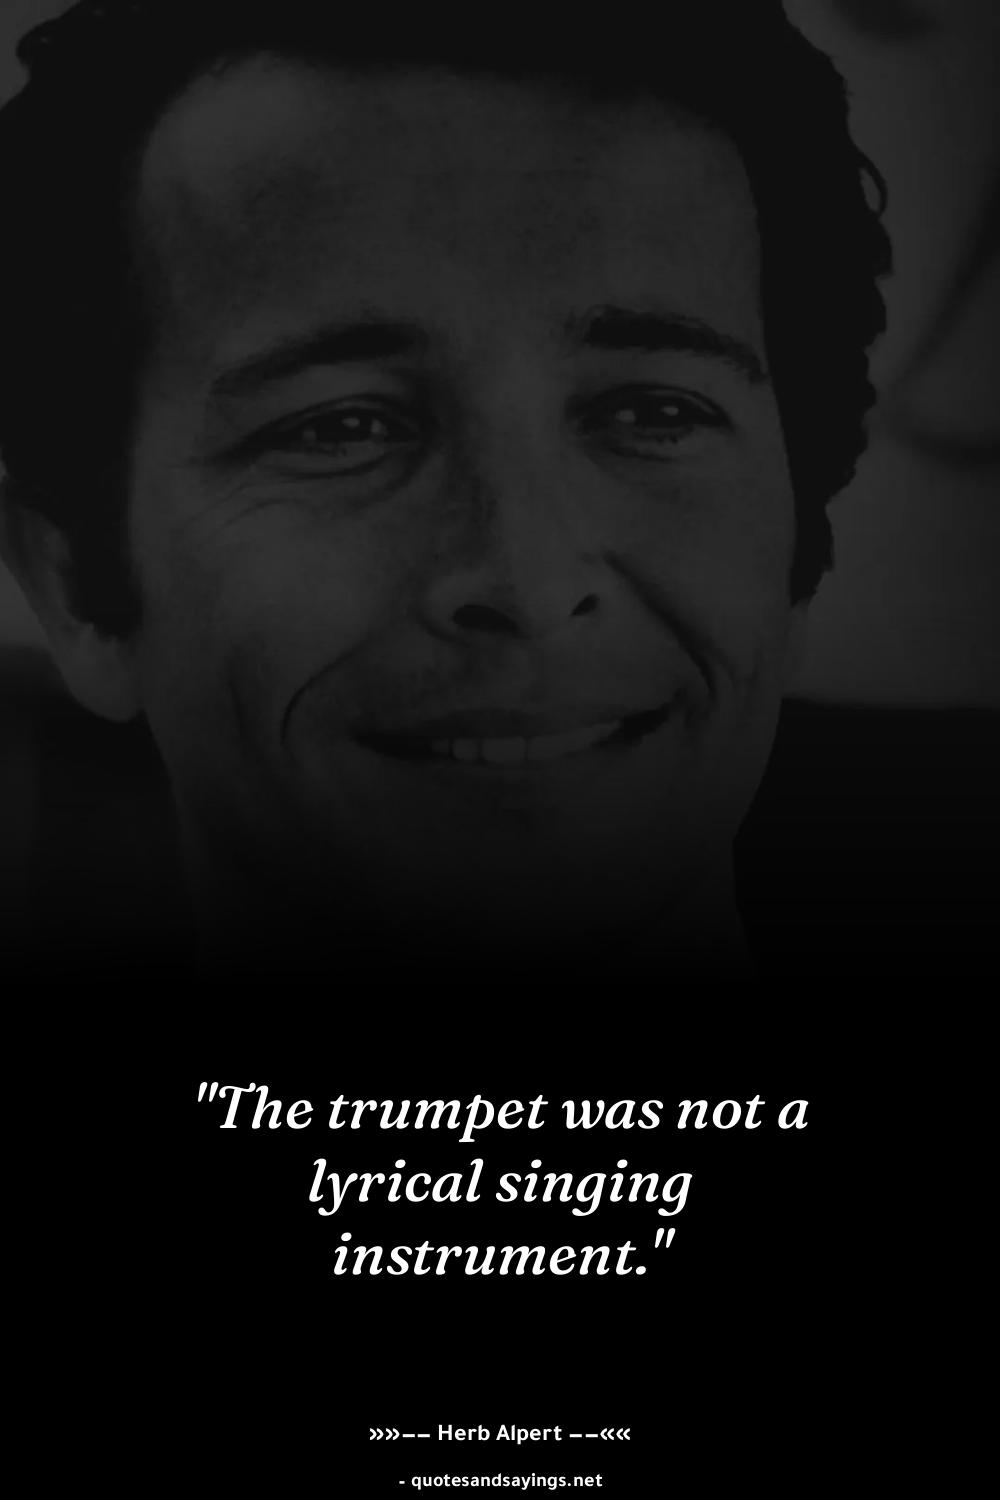 "The trumpet was not a
lyrical singing
instrument."
»»–– Herb Alpert ––««
- quotesandsayings.net